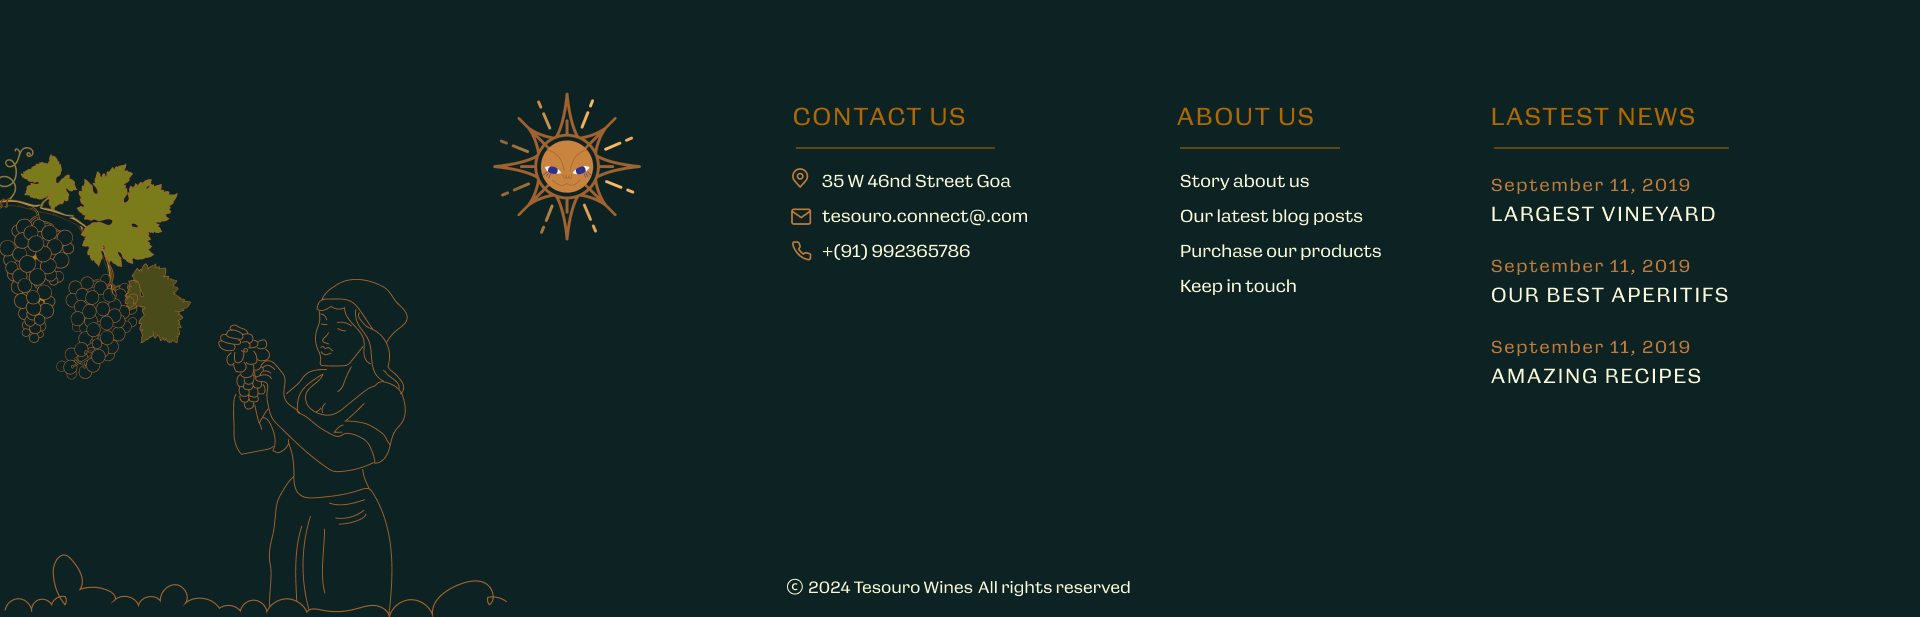 CONTACT US
35 W 46nd Street Goa
tesouro.connect@.com
+(91) 992365786
ABOUT US
Story about us
Our latest blog posts
Purchase our products
Keep in touch
LASTEST NEWS
September 11, 2019
LARGEST VINEYARD
September 11, 2019
OUR BEST APERITIFS
September 11, 2019
AMAZING RECIPES
© 2024 Tesouro Wines All rights reserved